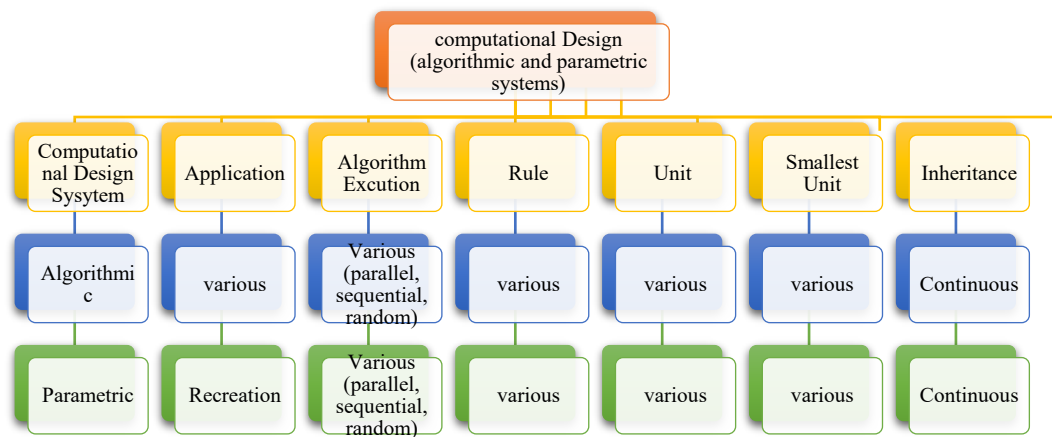 computational Design
(algorithmic and parametric
systems)
Computatio
nal Design
Sysytem
Application
Algorithm
Excution
Rule
Unit
Smallest
Unit
Inheritance
Algorithmi
c
various
Various
(parallel,
sequential,
random)
various
various
various
Continuous
Parametric
Recreation
Various
(parallel,
sequential,
random)
various
various
various
Continuous